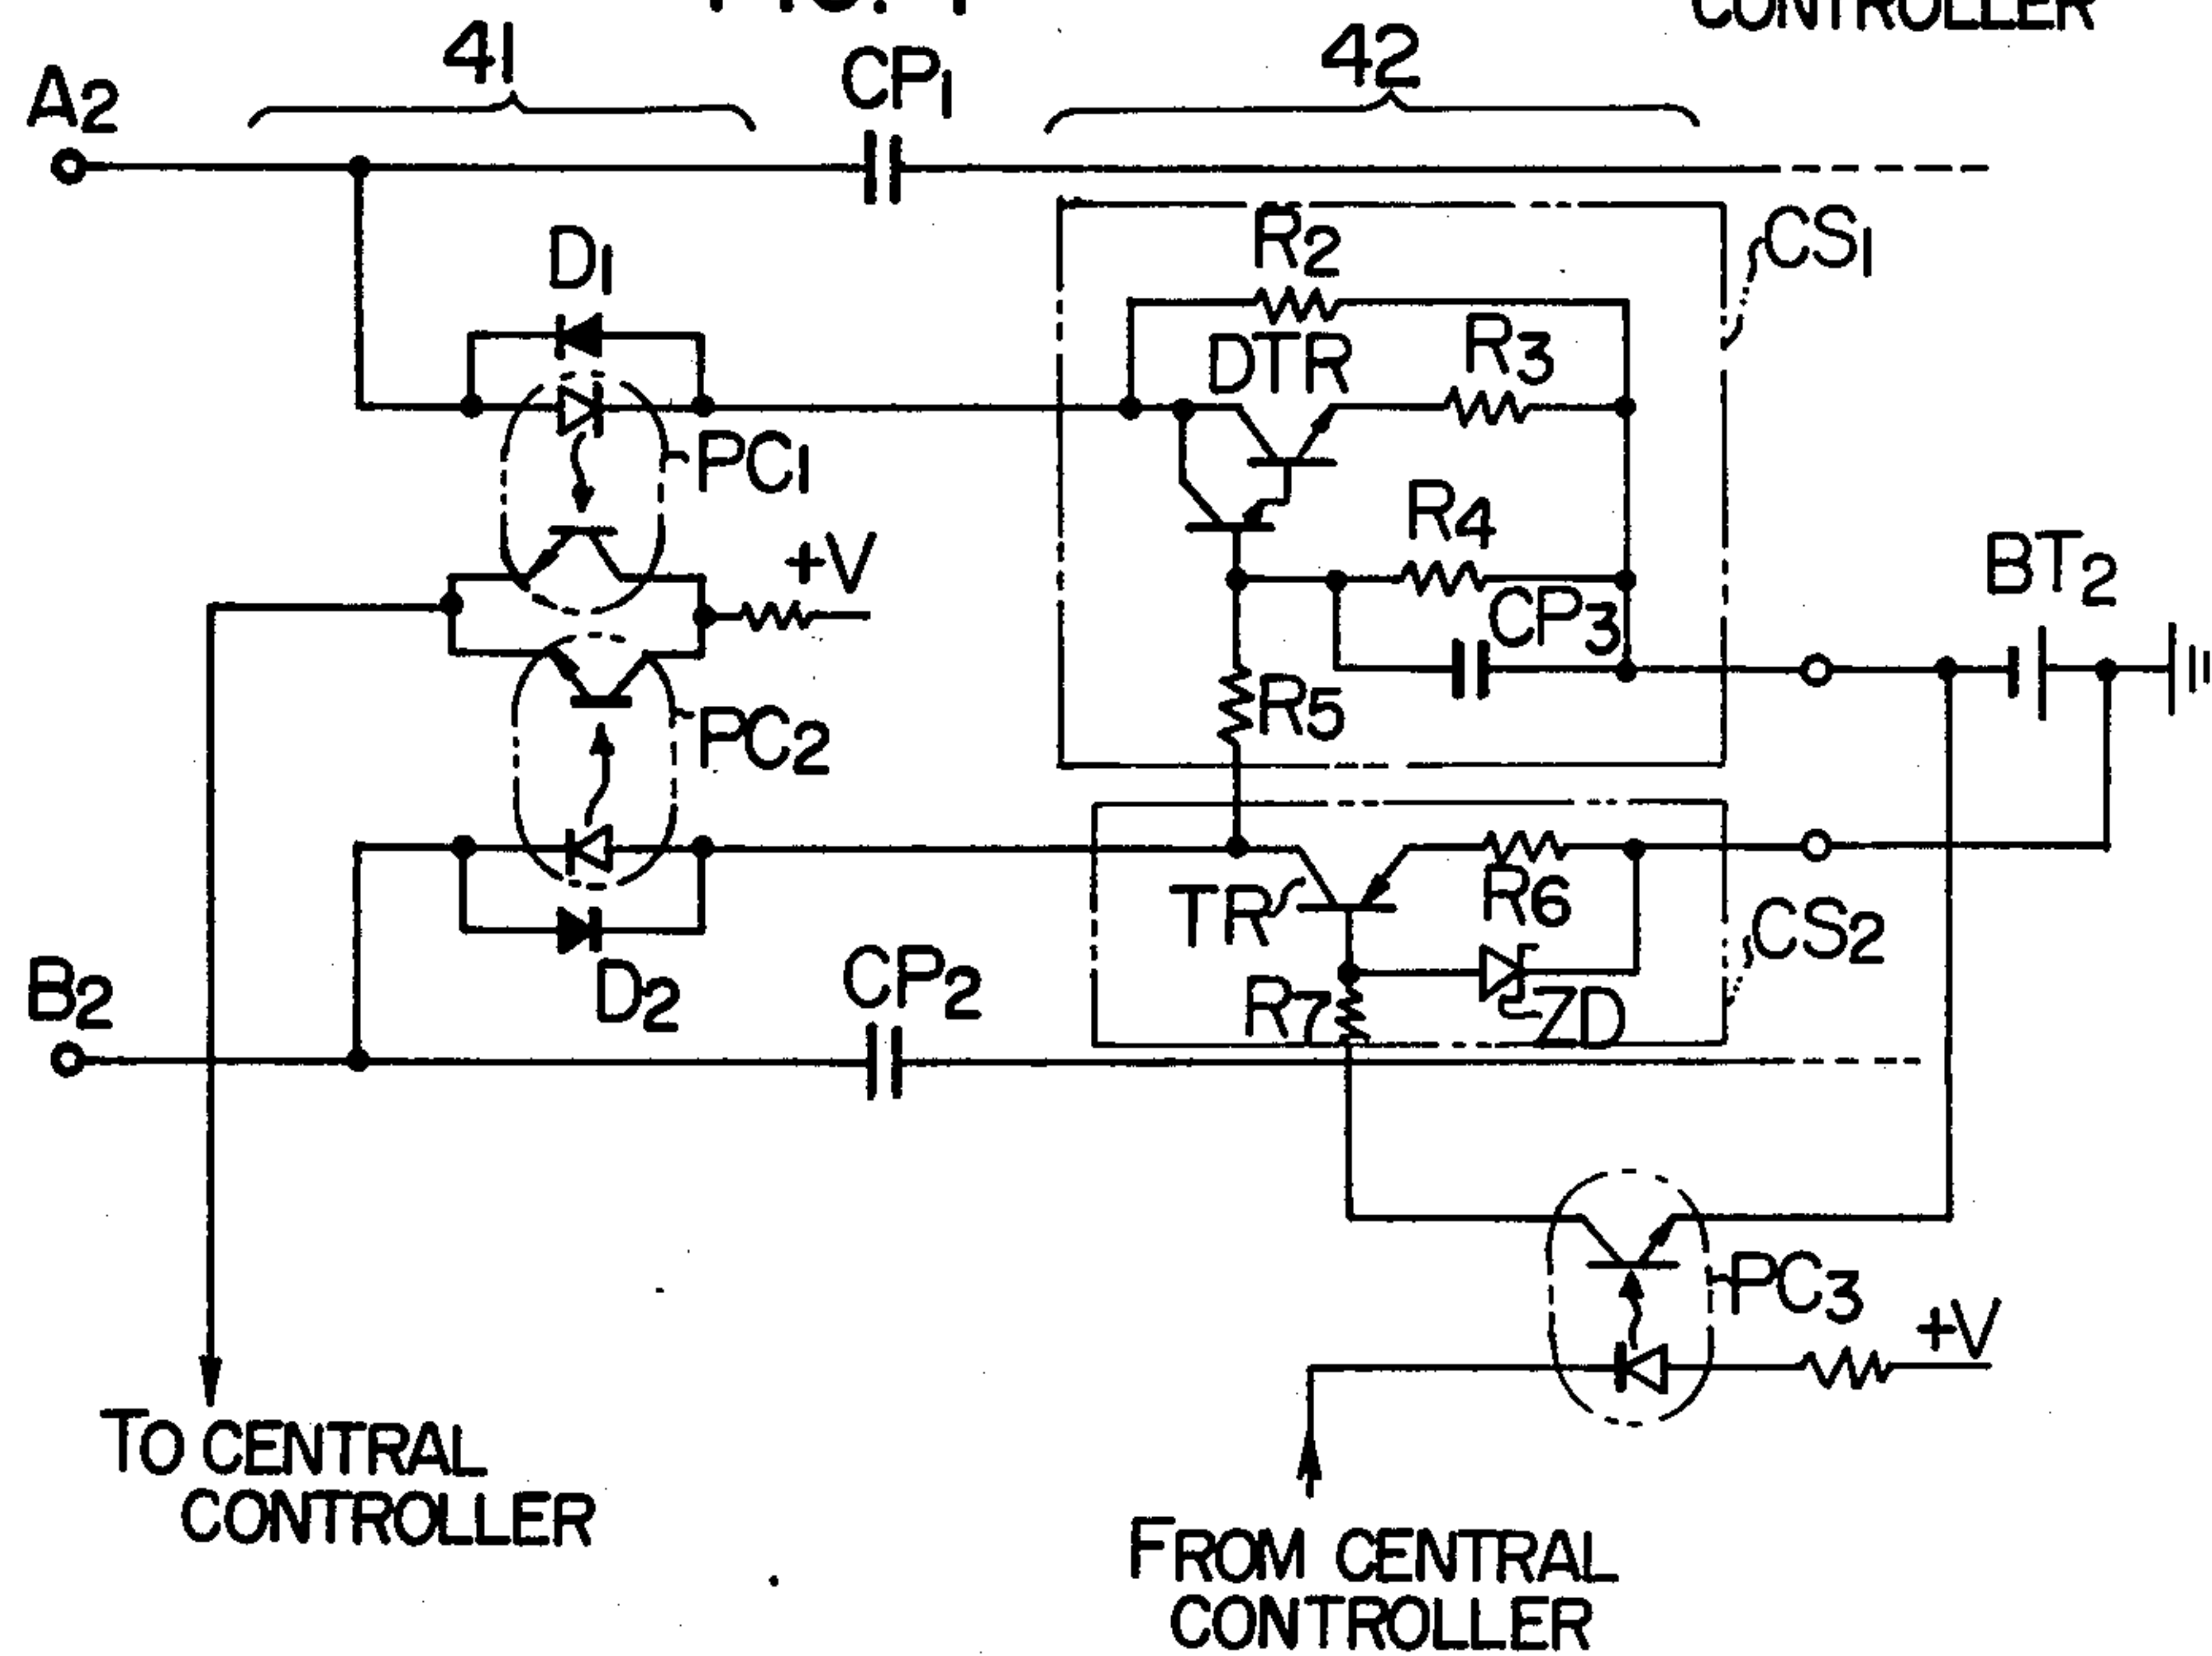 CONTROLLER
41
CP1
42
A2
CS1
D1
R2
DTR
R3
PC1
R4
+V
CP3
BT2
R5
PC2
TR
R6
CS2
D2
CP2
R7
ZD
B2
PC3
+V
TO CENTRAL
CONTROLLER
FROM CENTRAL
CONTROLLER